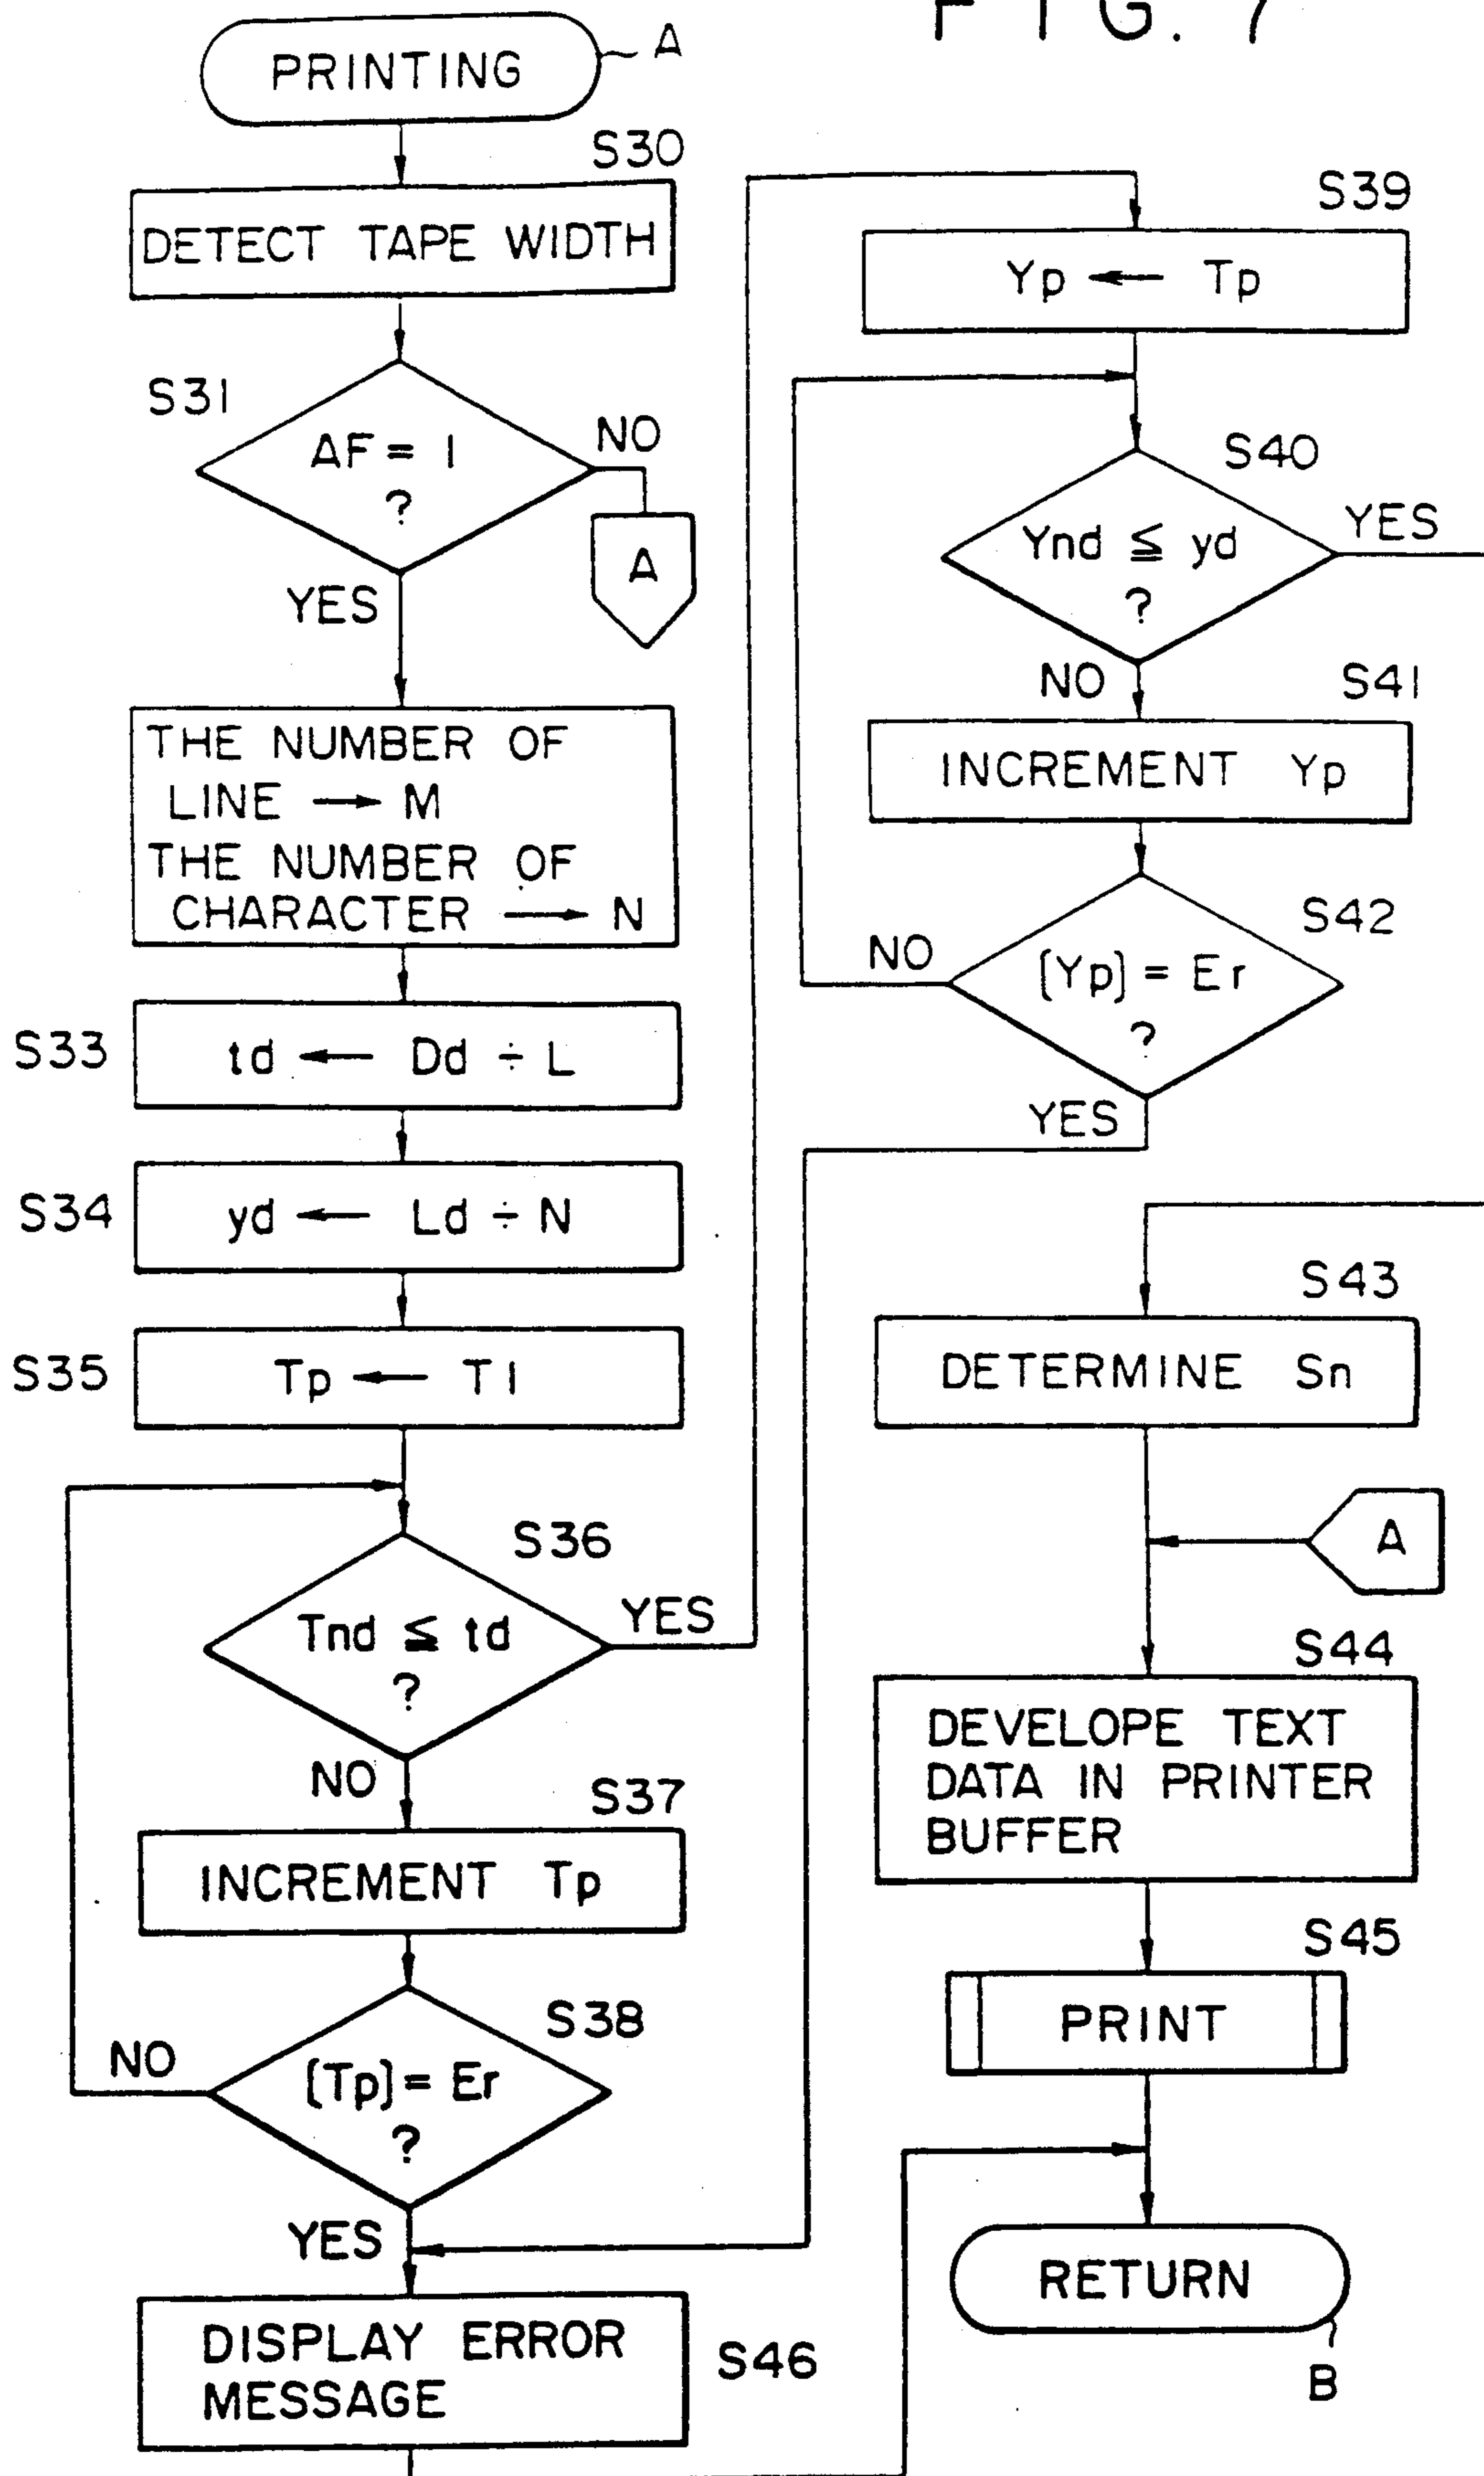 FIG. 7
PRINTING
A
S30
DETECT TAPE WIDTH
S31
AF = 1
?
NO
A
YES
THE NUMBER OF
LINE → M
THE NUMBER OF
CHARACTER → N
S33
td ← Dd ÷ L
S34
yd ← Ld ÷ N
S35
Tp ← T1
S36
Tnd ≦ td
?
YES
NO
S37
INCREMENT Tp
S38
NO
(Tp) = Er
?
YES
DISPLAY ERROR
MESSAGE
S46
S39
Yp ← Tp
S40
Ynd ≦ yd
?
YES
NO
S41
INCREMENT Yp
S42
NO
(Yp) = Er
?
YES
S43
DETERMINE Sn
A
S44
DEVELOPE TEXT
DATA IN PRINTER
BUFFER
S45
PRINT
RETURN
B